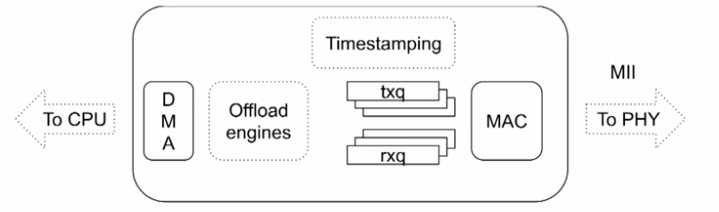 Timestamping
MII
To CPU
D
M
A
Offload
engines
txq
rxq
MAC
To PHY